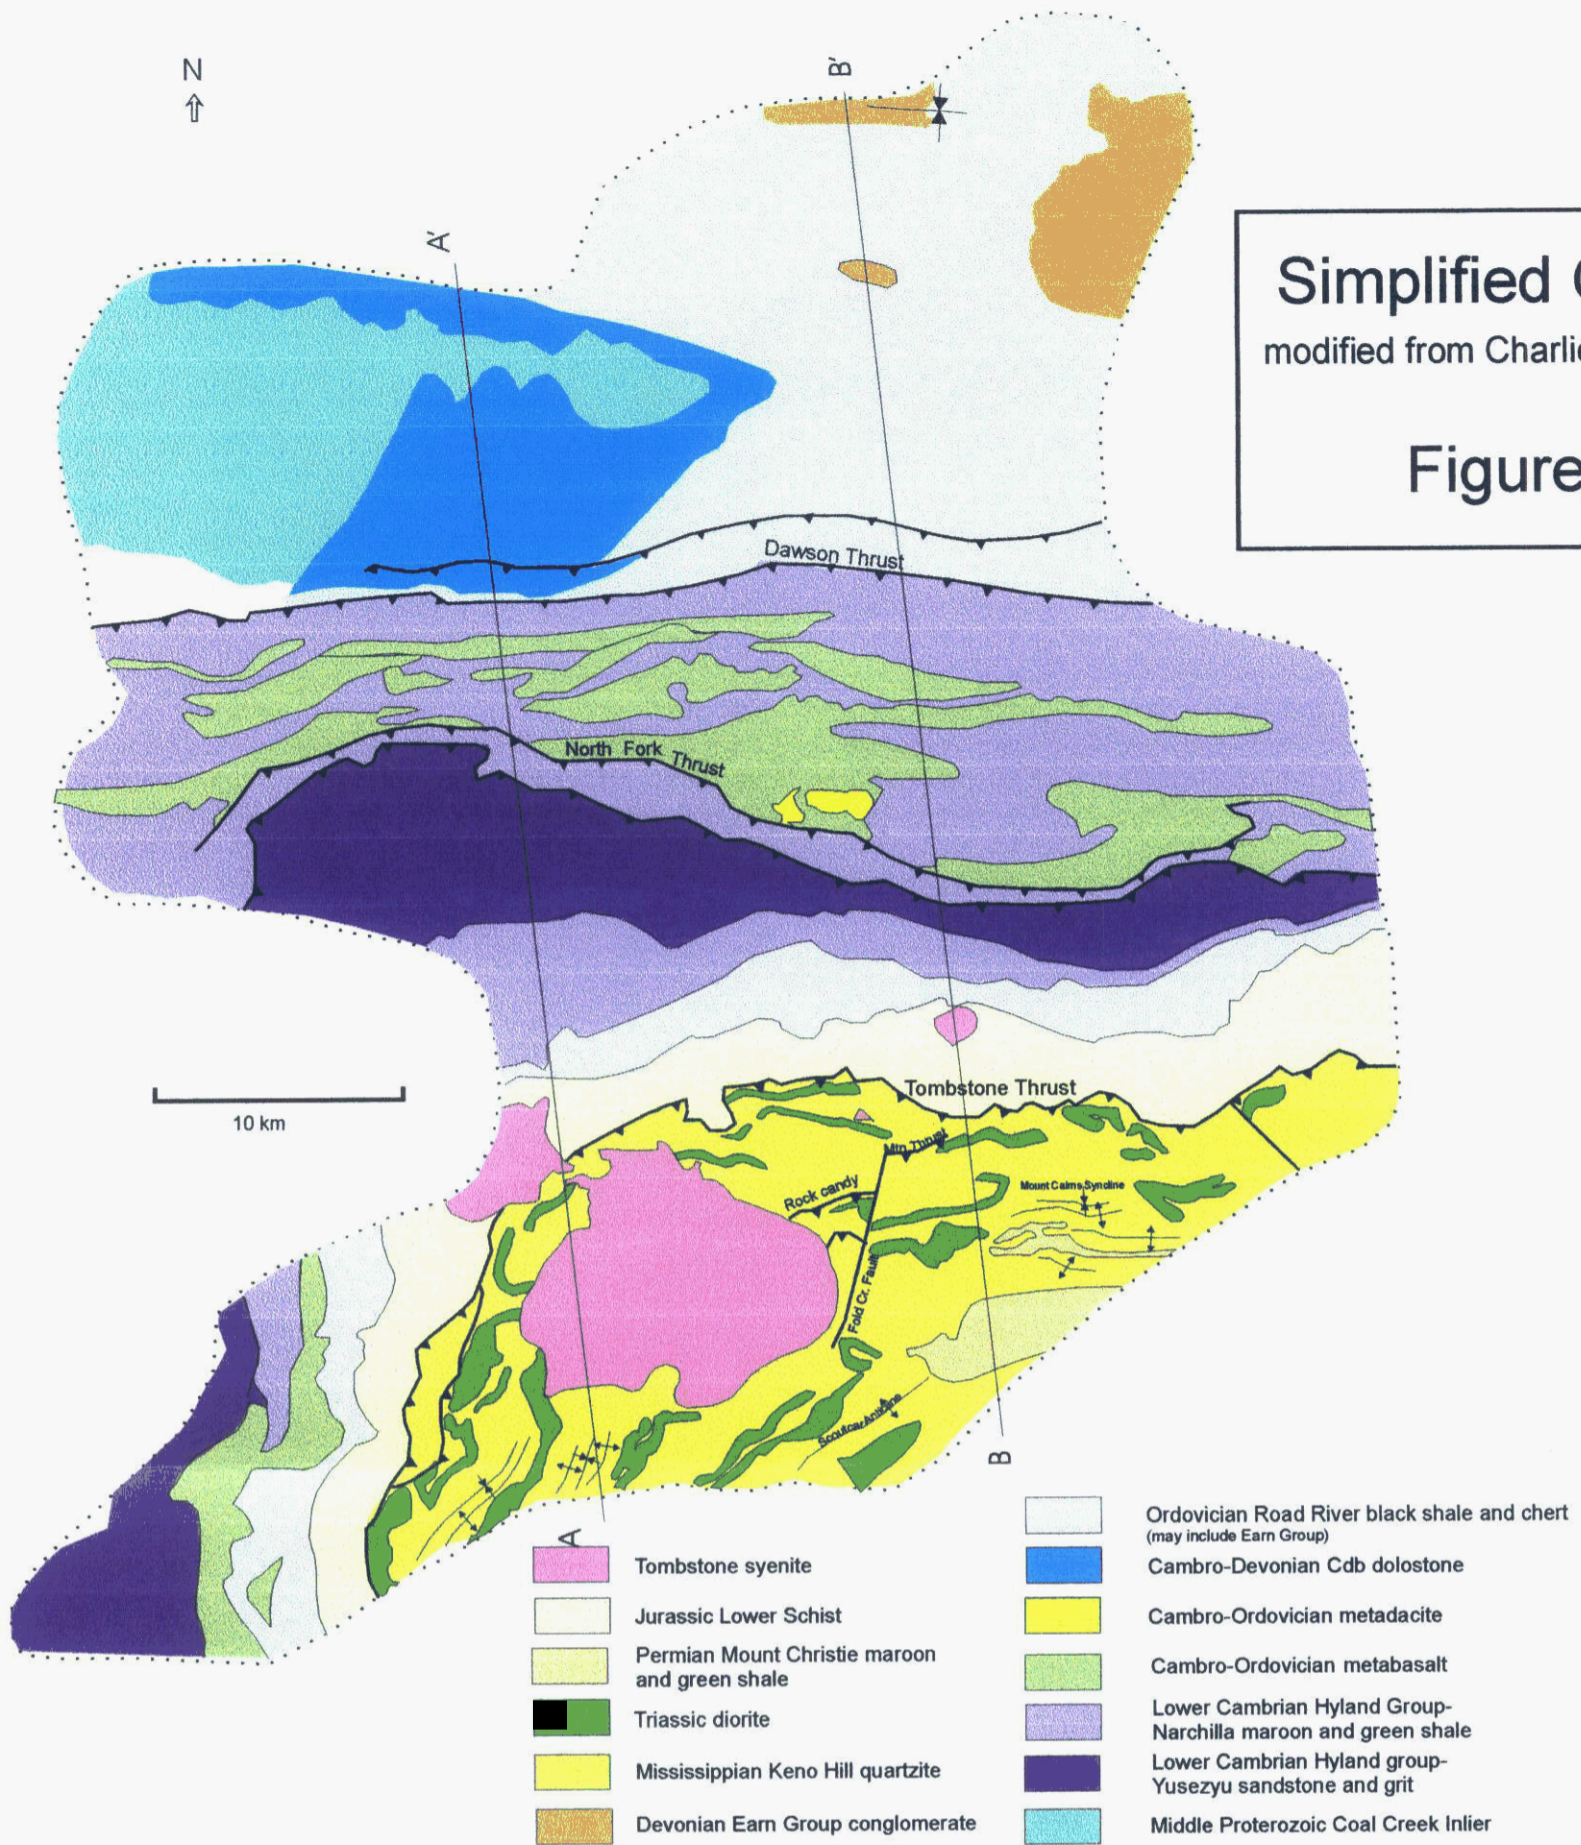 N
B'
A'
Simplified
modified from Charlie
Figure
Dawson Thrust
North Fork Thrust
Tombstone Thrust
10 km
Mtn Thrust
Rock candy
Mount Cairns Syncline
Fold Cr. Fault
Scoutcar Anticline
B
A
Tombstone syenite
Jurassic Lower Schist
Permian Mount Christie maroon
and green shale
Triassic diorite
Mississippian Keno Hill quartzite
Devonian Earn Group conglomerate
Ordovician Road River black shale and chert
(may include Earn Group)
Cambro-Devonian Cdb dolostone
Cambro-Ordovician metadacite
Cambro-Ordovician metabasalt
Lower Cambrian Hyland Group-
Narchilla maroon and green shale
Lower Cambrian Hyland group-
Yusezyu sandstone and grit
Middle Proterozoic Coal Creek Inlier